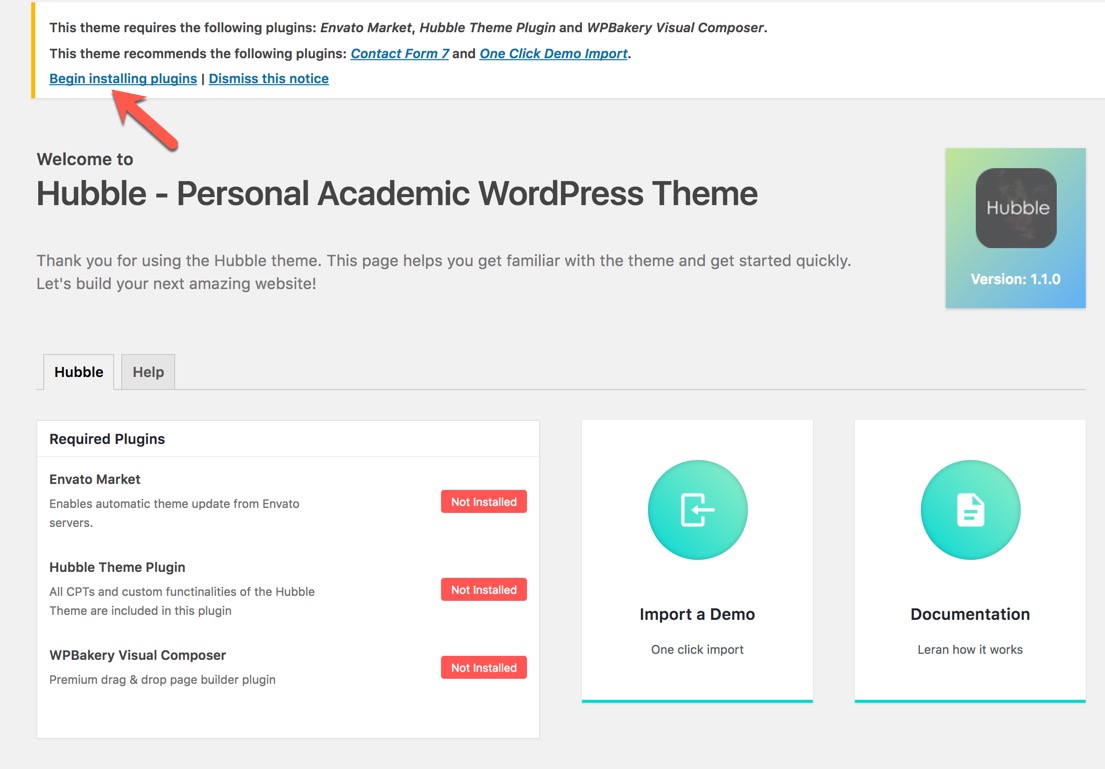 This theme requires the following plugins: Envato Market, Hubble Theme Plugin and WPBakery Visual Composer.
This theme recommends the following plugins: Contact Form 7 and One Click Demo Import.
Begin installing plugins | Dismiss this notice
Welcome to
Hubble - Personal Academic WordPress Theme
Thank you for using the Hubble theme. This page helps you get familiar with the theme and get started quickly.
Let's build your next amazing website!
Hubble
Version: 1.1.0
Hubble
Help
Required Plugins
Envato Market
Enables automatic theme update from Envato
servers.
Not Installed
Hubble Theme Plugin
All CPTs and custom functinalities of the Hubble
Theme are included in this plugin
Not Installed
WPBakery Visual Composer
Premium drag & drop page builder plugin
Not Installed
Import a Demo
One click import
Documentation
Leran how it works